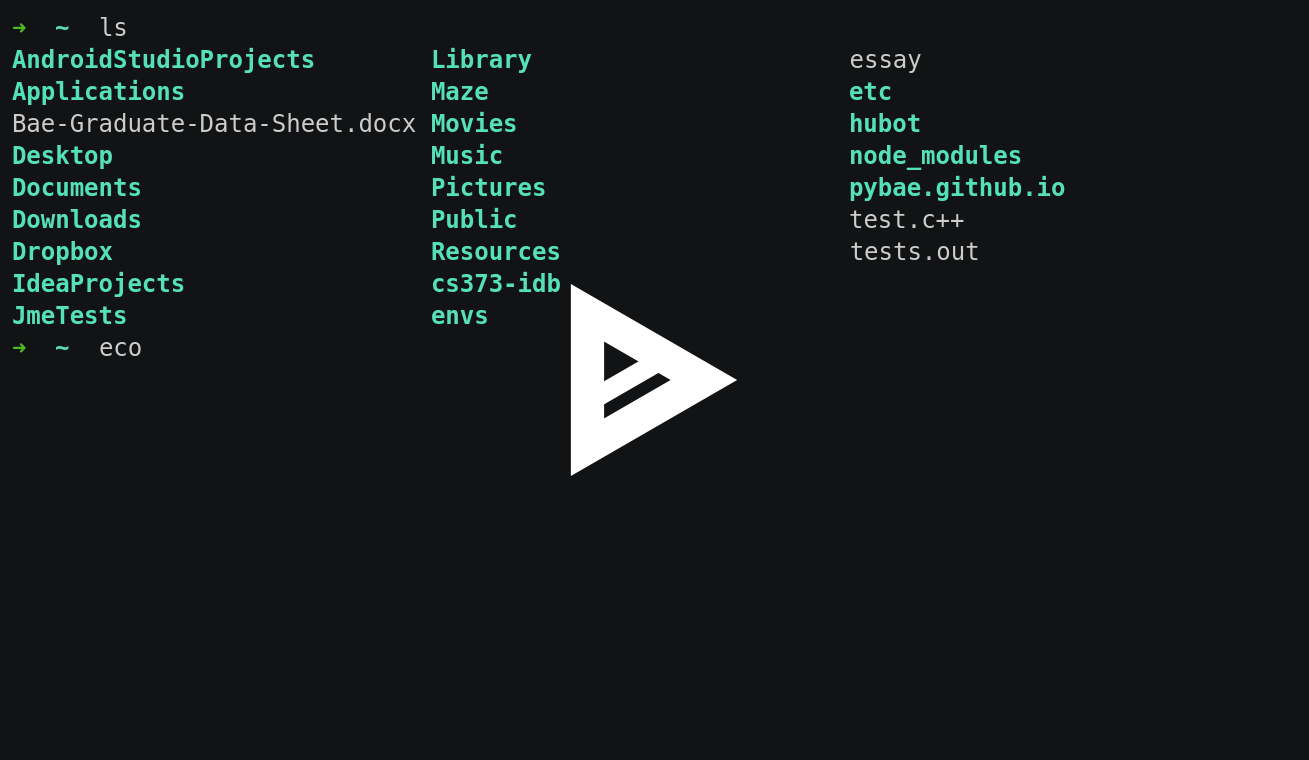 ➜ ~ ls
AndroidStudioProjects Library essay
Applications Maze etc
Bae-Graduate-Data-Sheet.docx Movies hubot
Desktop Music node_modules
Documents Pictures pybae.github.io
Downloads Public test.c++
Dropbox Resources tests.out
IdeaProjects cs373-idb
JmeTests envs
➜ ~ eco